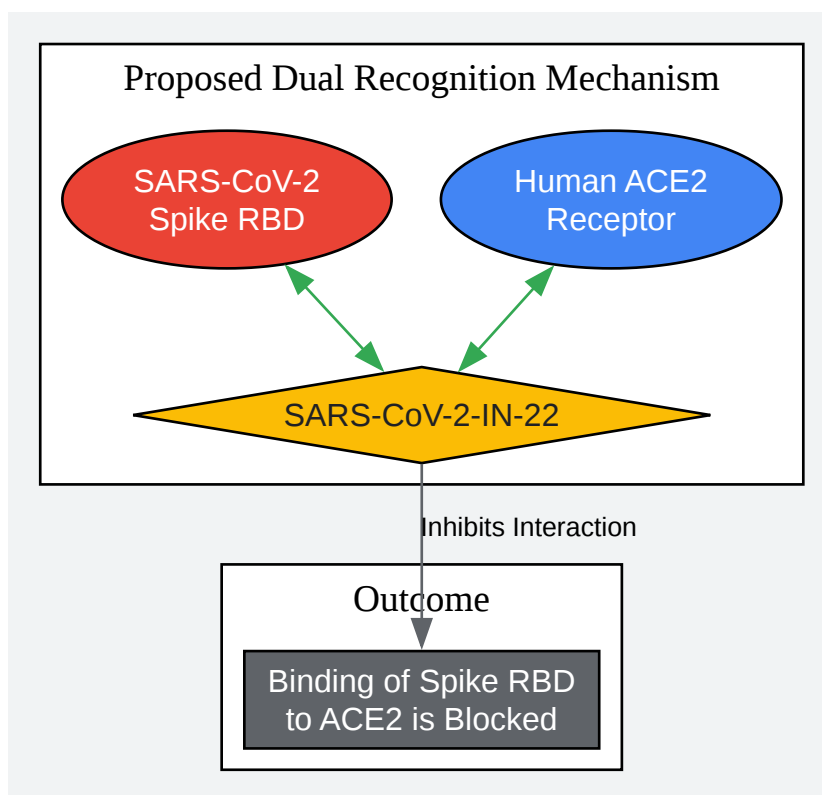 Proposed Dual Recognition Mechanism
SARS-CoV-2
Spike RBD
Human ACE2
Receptor
SARS-CoV-2-IN-22
Inhibits Interaction
Outcome
Binding of Spike RBD
to ACE2 is Blocked